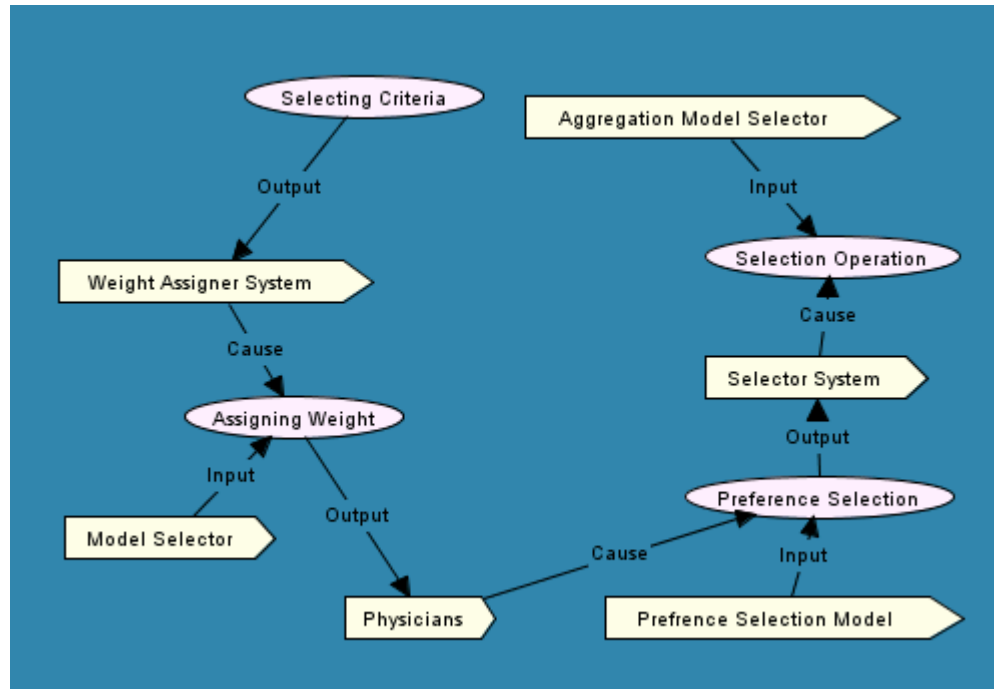 Selecting Criteria
Aggregation Model Selector
Output
Input
Selection Operation
Weight Assigner System
Cause
Cause
Selector System
Assigning Weight
Output
Input
Preference Selection
Output
Model Selector
Cause
Input
Physicians
Prefrence Selection Model